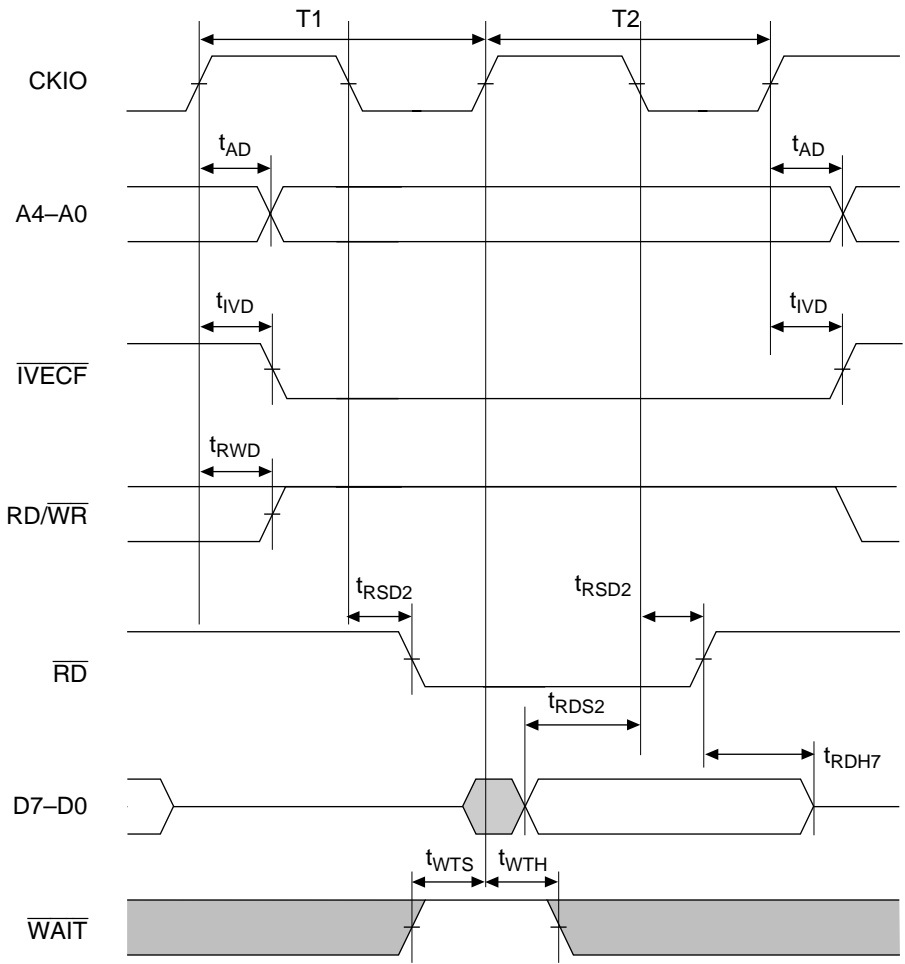 T1 T2
CKIO
tAD tAD
A4–A0
tIVD tIVD
IVECF
tRWD
RD/WR
tRSD2 tRSD2
RD
tRDS2
tRDH7
D7–D0
tWTS tWTH
WAIT